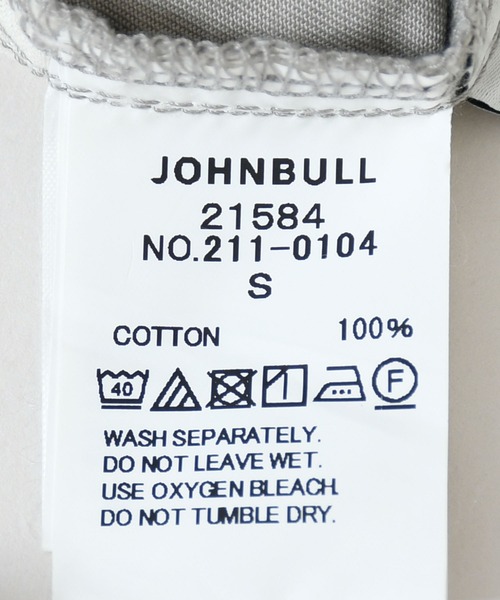 JOHNBULL
21584
NO.211-0104
S
COTTON 100%
40 F
WASH SEPARATELY.
DO NOT LEAVE WET.
USE OXYGEN BLEACH.
DO NOT TUMBLE DRY.